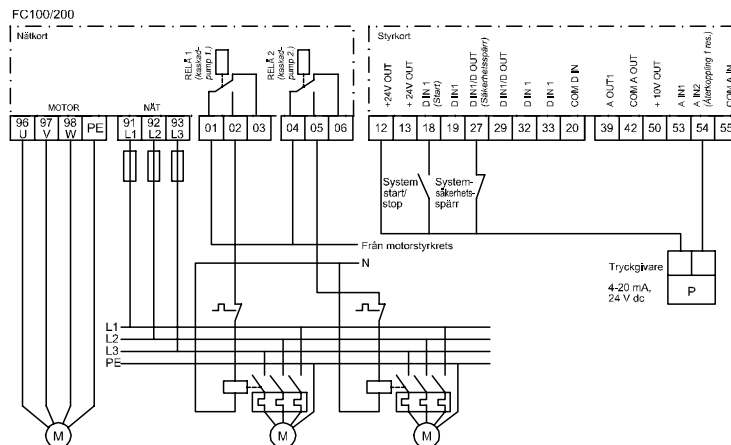 FC100/200
Nätkort
Styrkort
RELÄ 1
(kaskad-
pump 1.)
RELÄ 2
(kaskad-
pump 2.)
+24V OUT
+ 24V OUT
D IN 1
(Start)
D IN1
D IN1/D OUT
(Säkerhetsspärr)
D IN1/D OUT
D IN 1
D IN 1
COM D IN
A OUT1
COM/A OUT
+ 10V OUT
A IN1
A IN2
(Återkoppling 1 res.)
COM A IN
MOTOR
NÄT
96 97 98 PE
U V W
91 92 93
L1 L2 L3
01 02 03
04 05 06
12 13 18 19 27 29 32 33 20
39 42 50 53 54 55
System
start/
stop
System-
säkerhets-
spärr
Från motorstyrkrets
N
Tryckgivare
4-20 mA,
24 V dc
P
L1
L2
L3
PE
M
M
M